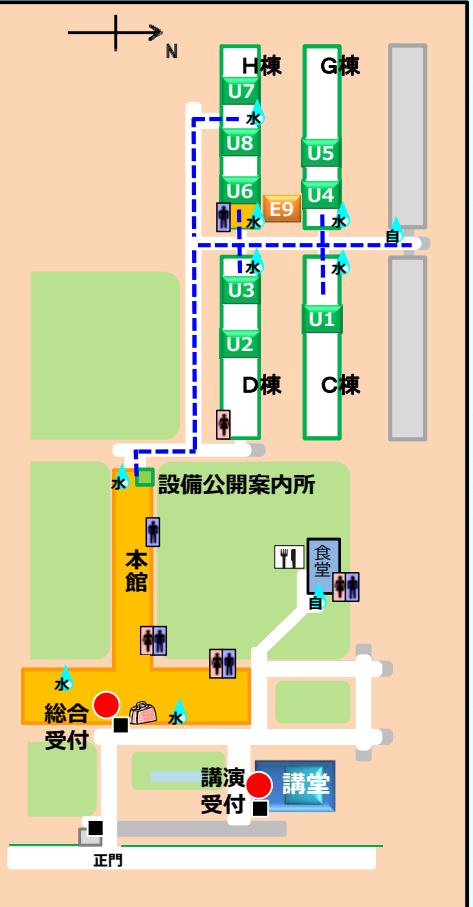 N
H棟
G棟
U7
水
U8
U5
U6
U4
E9
水
水
自
水
水
U3
U1
U2
D棟
C棟
水
設備公開案内所
本館
食堂
自
水
総合
受付
水
講演
受付
講堂
正門